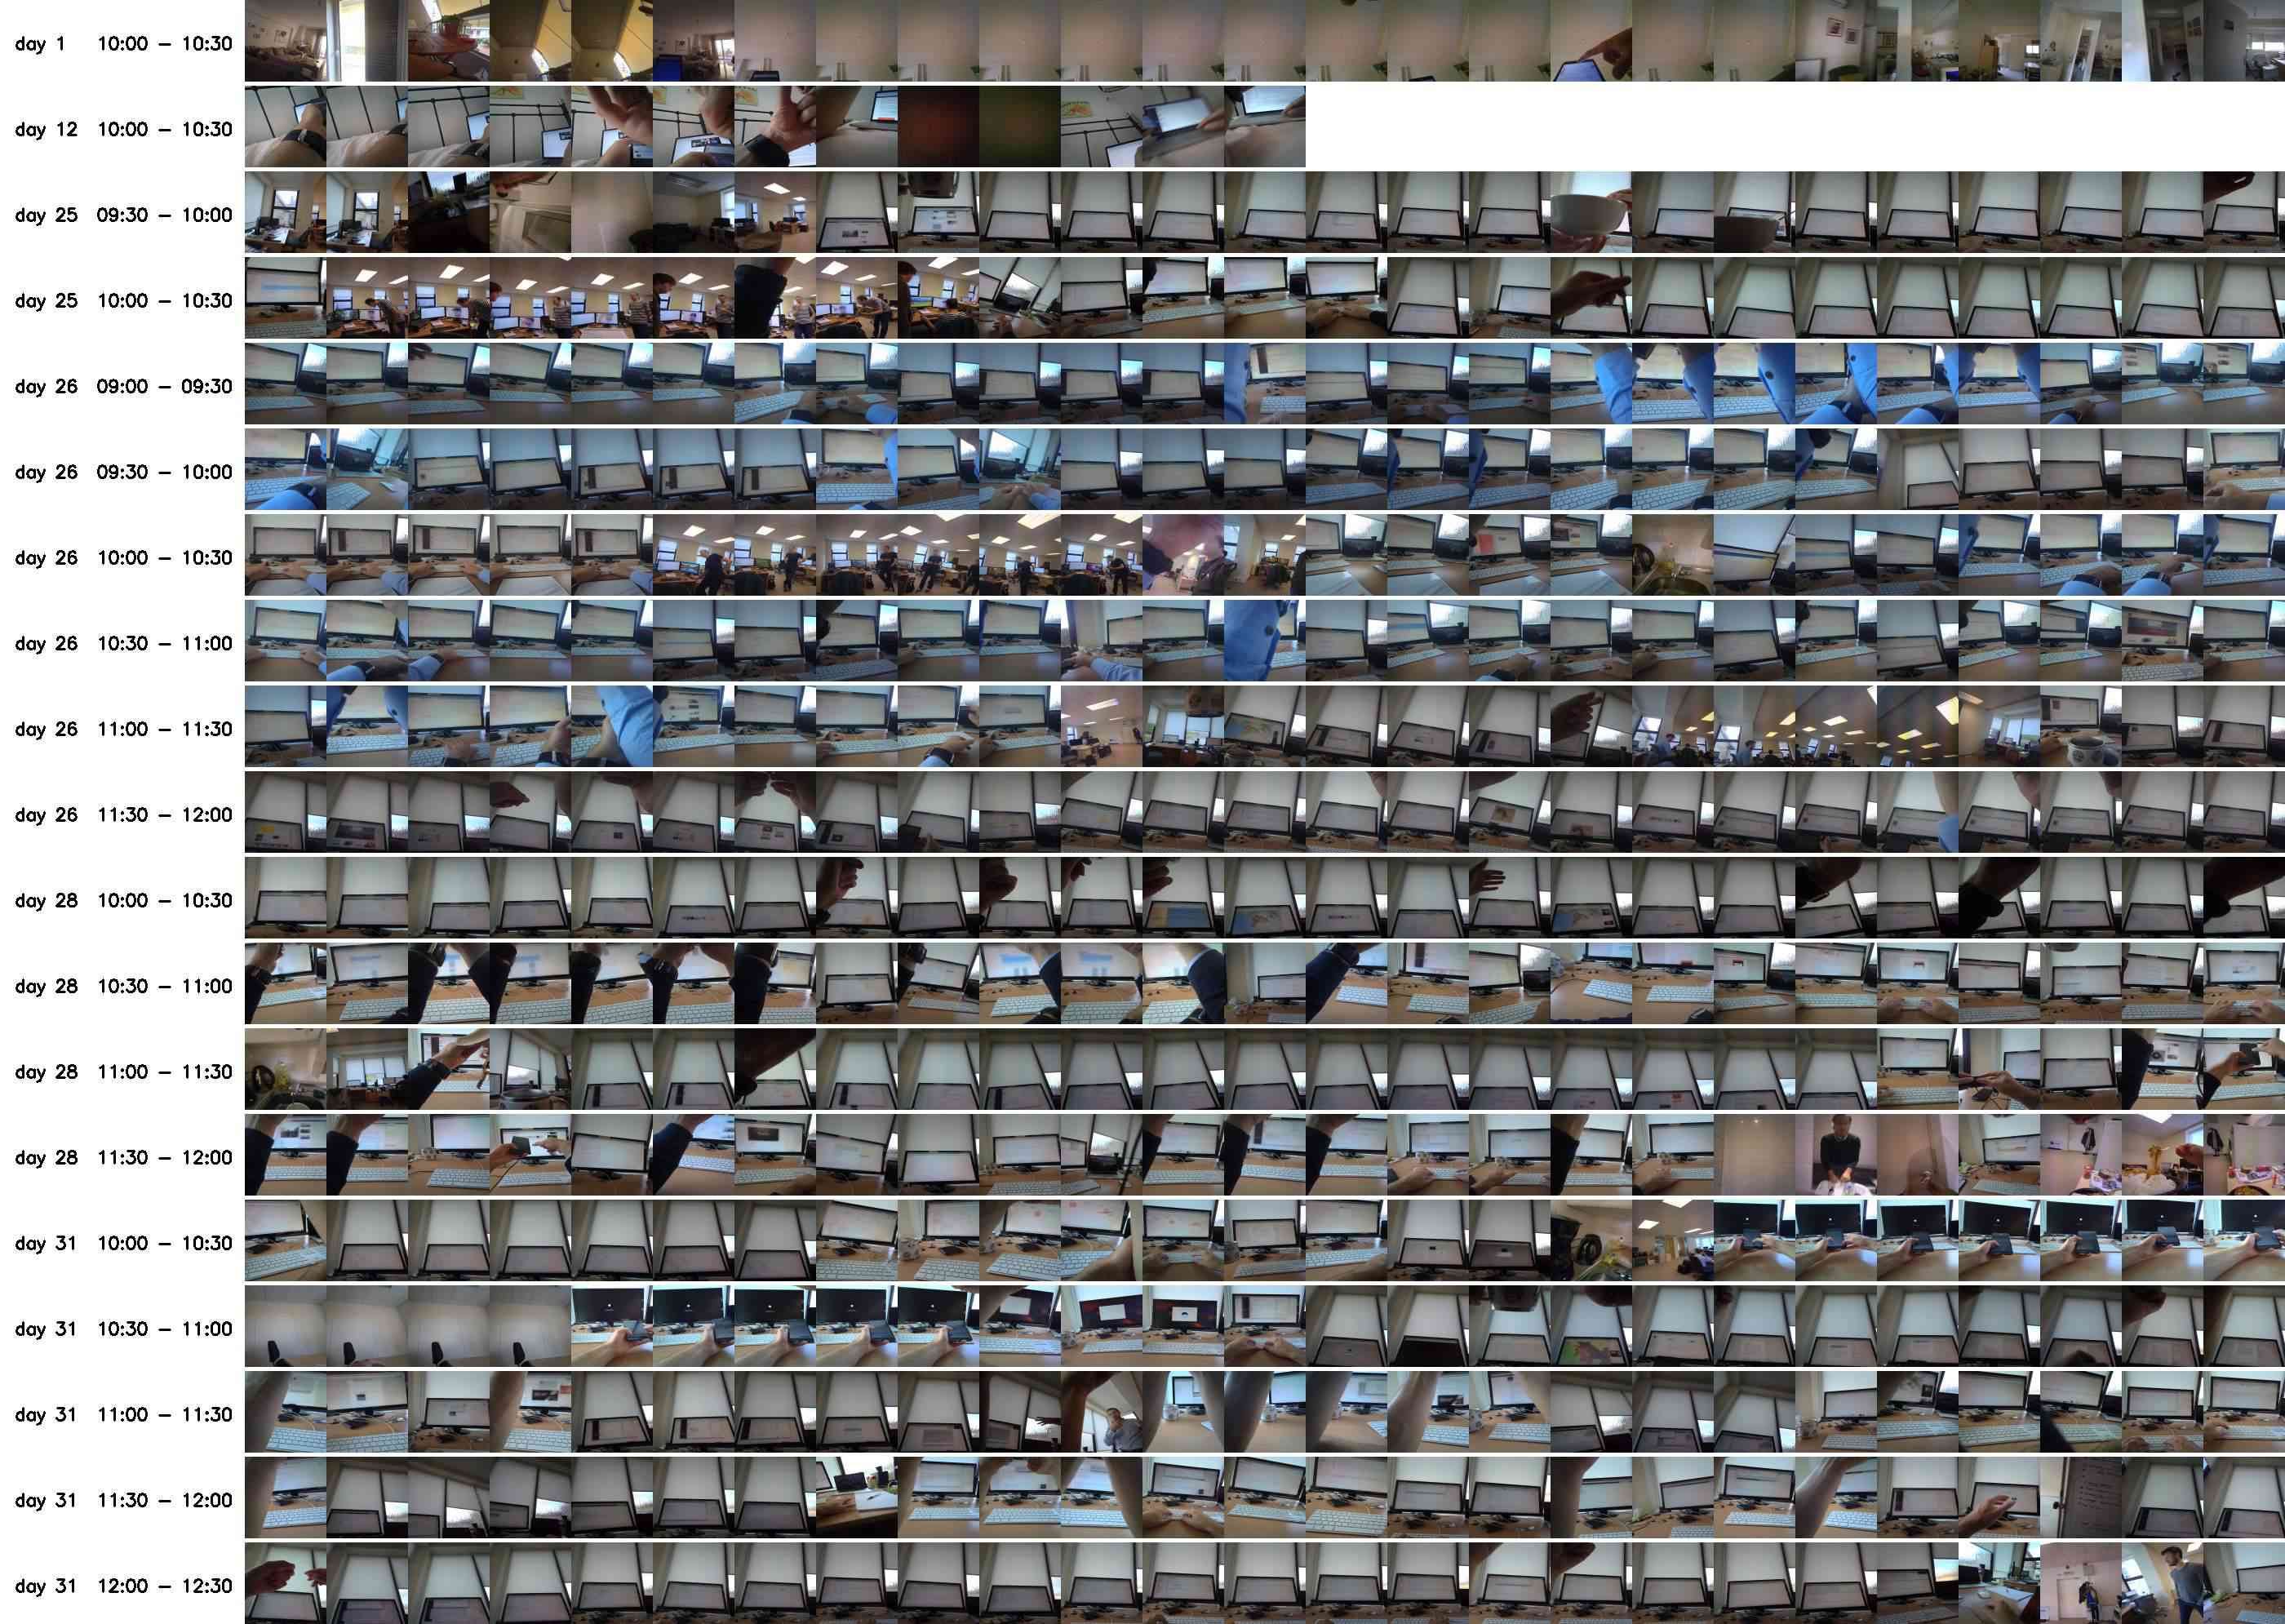 day 1 10:00 – 10:30
day 12 10:00 – 10:30
day 25 09:30 – 10:00
day 25 10:00 – 10:30
day 26 09:00 – 09:30
day 26 09:30 – 10:00
day 26 10:00 – 10:30
day 26 10:30 – 11:00
day 26 11:00 – 11:30
day 26 11:30 – 12:00
day 28 10:00 – 10:30
day 28 10:30 – 11:00
day 28 11:00 – 11:30
day 28 11:30 – 12:00
day 31 10:00 – 10:30
day 31 10:30 – 11:00
day 31 11:00 – 11:30
day 31 11:30 – 12:00
day 31 12:00 – 12:30